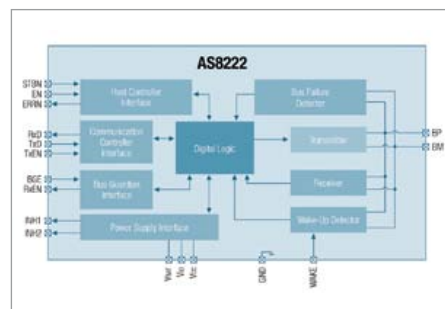 AS8222
STBN
EN
ERRN
Host Controller
Interface
Bus Failure
Detector
RxD
TxD
TxEN
Communication
Controller
Interface
Digital Logic
Transmitter
BP
BM
BGE
RxEN
Bus Guardian
Interface
Receiver
INH1
INH2
Power Supply Interface
Wake-Up Detector
Vbat
Vio
Vcc
GND
WAKE